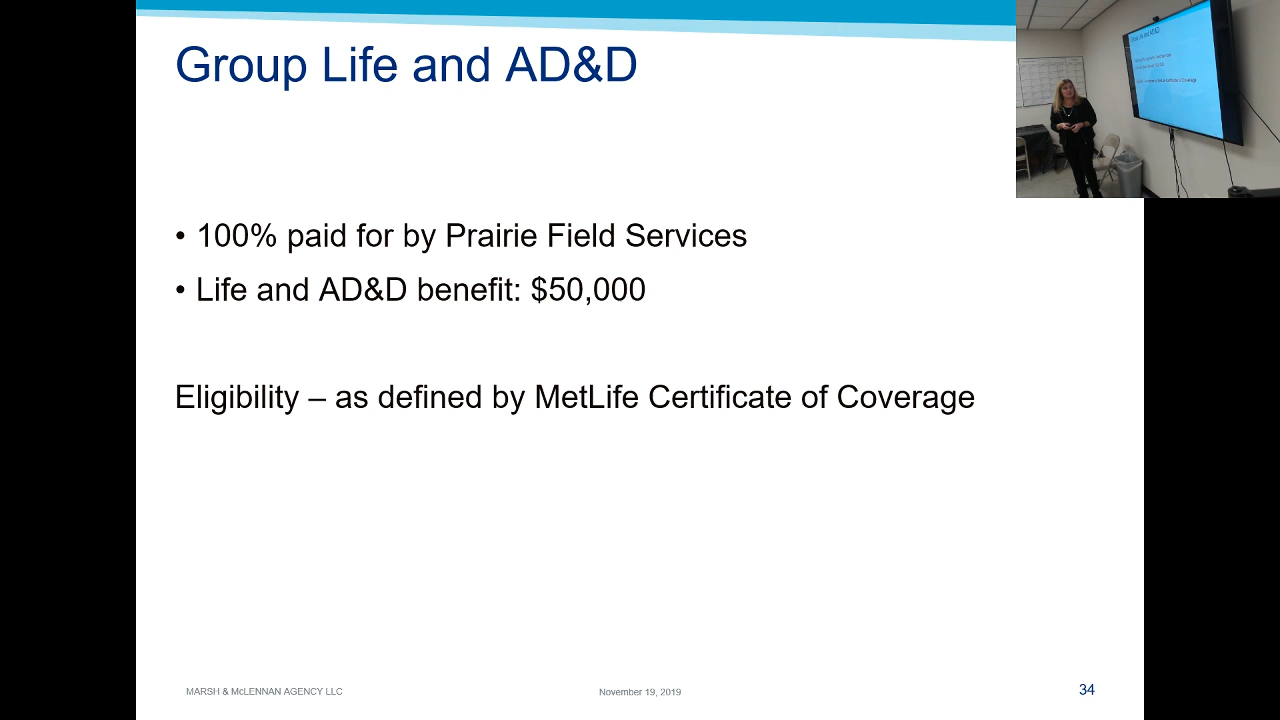 Group Life and AD&D
• 100% paid for by Prairie Field Services
• Life and AD&D benefit: $50,000
Eligibility – as defined by MetLife Certificate of Coverage
MARSH & McLENNAN AGENCY LLC
November 19, 2019
34